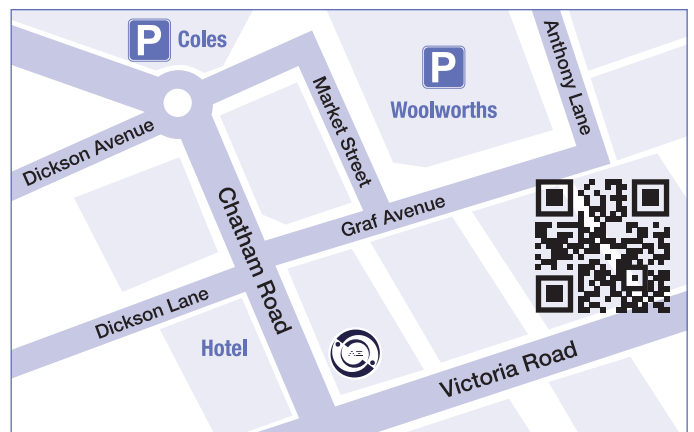 P Coles
P
Woolworths
Anthony Lane
Market Street
Dickson Avenue
Graf Avenue
Chatham Road
Dickson Lane
Hotel
Victoria Road